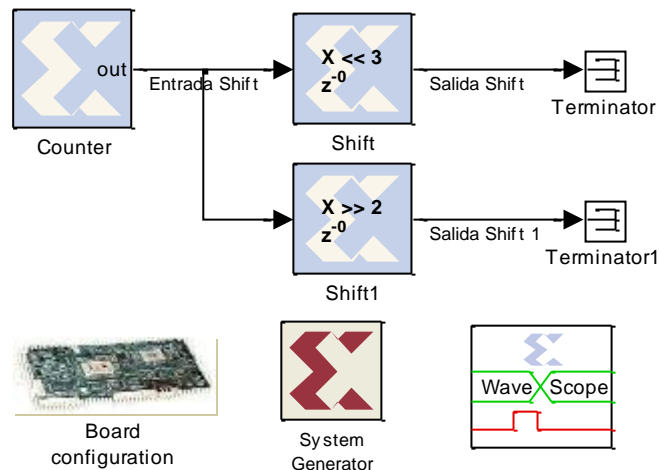 out
Counter
Entrada Shift
X << 3
z-0
Shift
Salida Shift
Terminator
X >> 2
z-0
Shift1
Salida Shift 1
Terminator1
Board
configuration
System
Generator
Wave Scope